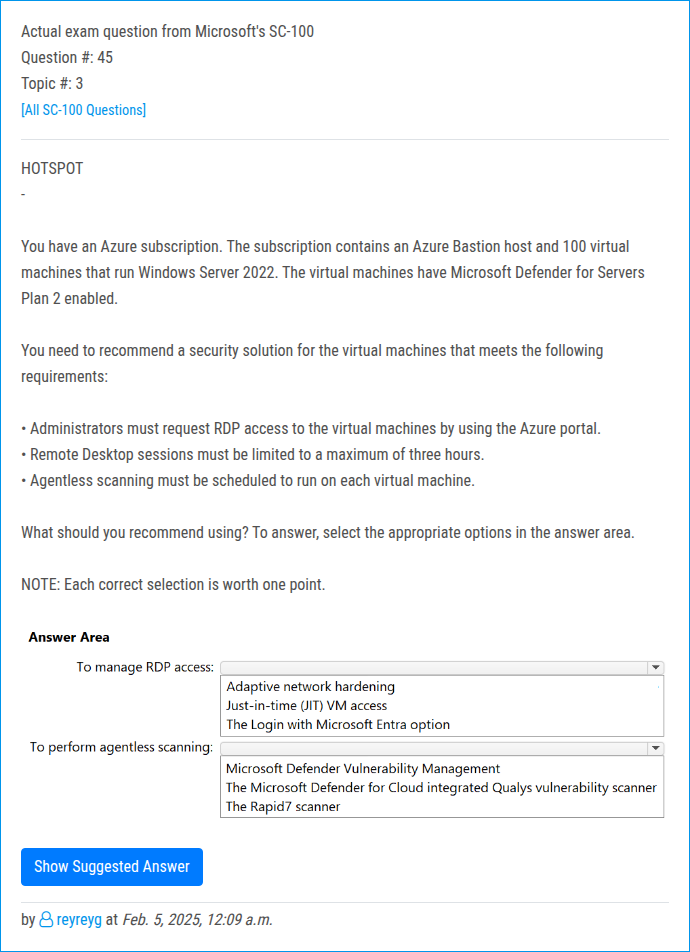 Actual exam question from Microsoft's SC-100
Question #: 45
Topic #: 3
[All SC-100 Questions]
HOTSPOT
-
You have an Azure subscription. The subscription contains an Azure Bastion host and 100 virtual
machines that run Windows Server 2022. The virtual machines have Microsoft Defender for Servers
Plan 2 enabled.
You need to recommend a security solution for the virtual machines that meets the following
requirements:
• Administrators must request RDP access to the virtual machines by using the Azure portal.
• Remote Desktop sessions must be limited to a maximum of three hours.
• Agentless scanning must be scheduled to run on each virtual machine.
What should you recommend using? To answer, select the appropriate options in the answer area.
NOTE: Each correct selection is worth one point.
Answer Area
To manage RDP access:
Adaptive network hardening
Just-in-time (JIT) VM access
The Login with Microsoft Entra option
To perform agentless scanning:
Microsoft Defender Vulnerability Management
The Microsoft Defender for Cloud integrated Qualys vulnerability scanner
The Rapid7 scanner
Show Suggested Answer
by reyreyg at Feb. 5, 2025, 12:09 a.m.